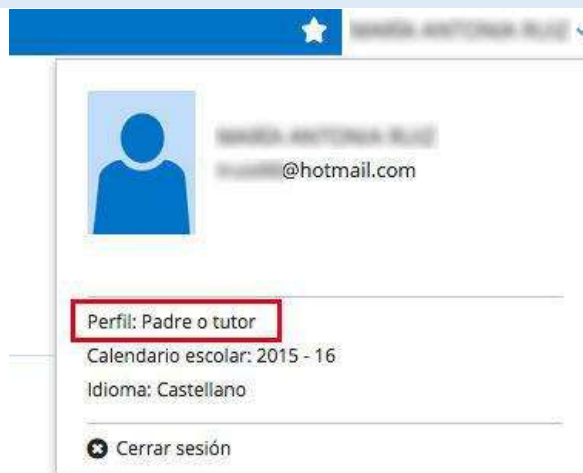 @hotmail.com
Perfil: Padre o tutor
Calendario escolar: 2015 - 16
Idioma: Castellano
Cerrar sesión